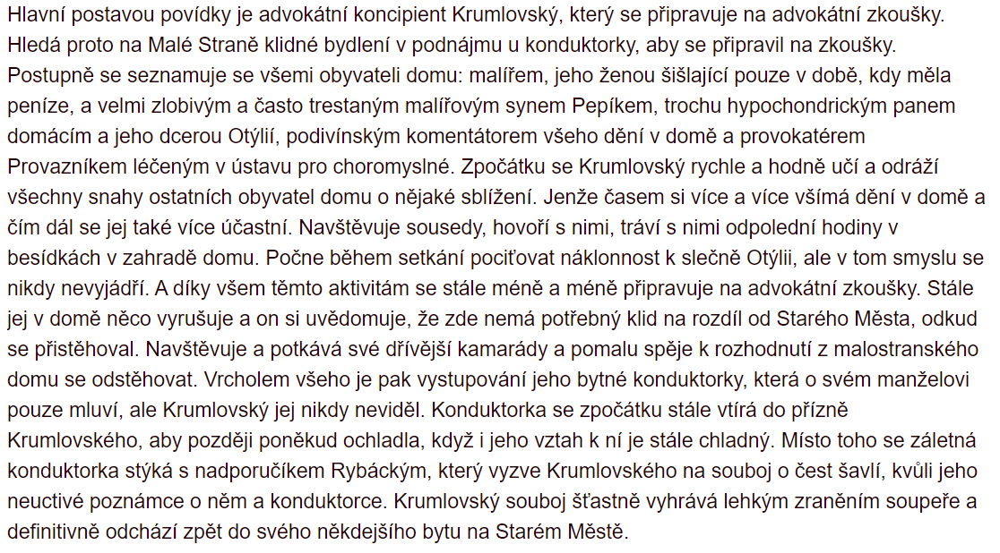 Hlavní postavou povídky je advokátní koncipient Krumlovský, který se připravuje na advokátní zkoušky.
Hledá proto na Malé Straně klidné bydlení v podnájmu u konduktorky, aby se připravil na zkoušky.
Postupně se seznamuje se všemi obyvateli domu: malířem, jeho ženou šišlající pouze v době, kdy měla
peníze, a velmi zlobivým a často trestaným malířovým synem Pepíkem, trochu hypochondrickým panem
domácím a jeho dcerou Otýlií, podivínským komentátorem všeho dění v domě a provokatérem
Provazníkem léčeným v ústavu pro choromyslné. Zpočátku se Krumlovský rychle a hodně učí a odráží
všechny snahy ostatních obyvatel domu o nějaké sblížení. Jenže časem si více a více všímá dění v domě a
čím dál se jej také více účastní. Navštěvuje sousedy, hovoří s nimi, tráví s nimi odpolední hodiny v
besídkách v zahradě domu. Počne během setkání pociťovat náklonnost k slečně Otýlii, ale v tom smyslu se
nikdy nevyjádří. A díky všem těmto aktivitám se stále méně a méně připravuje na advokátní zkoušky. Stále
jej v domě něco vyrušuje a on si uvědomuje, že zde nemá potřebný klid na rozdíl od Starého Města, odkud
se přistěhoval. Navštěvuje a potkává své dřívější kamarády a pomalu spěje k rozhodnutí z malostranského
domu se odstěhovat. Vrcholem všeho je pak vystupování jeho bytné konduktorky, která o svém manželovi
pouze mluví, ale Krumlovský jej nikdy neviděl. Konduktorka se zpočátku stále vtírá do přízně
Krumlovského, aby později poněkud ochladla, když i jeho vztah k ní je stále chladný. Místo toho se záletná
konduktorka stýká s nadporučíkem Rybáckým, který vyzve Krumlovského na souboj o čest šavlí, kvůli jeho
neuctivé poznámce o něm a konduktorce. Krumlovský souboj šťastně vyhrává lehkým zraněním soupeře a
definitivně odchází zpět do svého někdejšího bytu na Starém Městě.